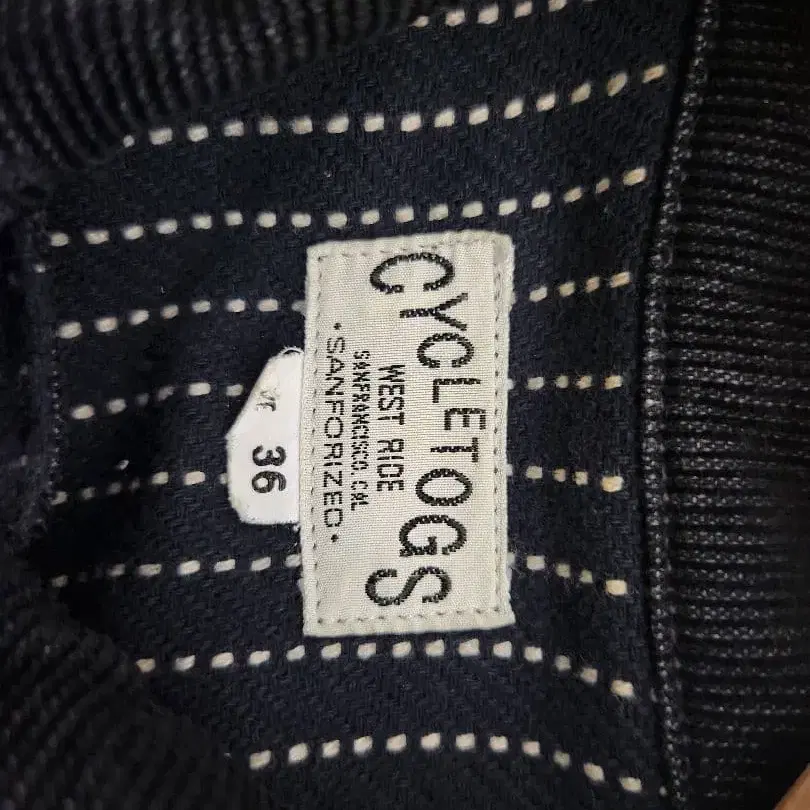 CYCLETOGS
WEST RIDE
SANFRANCISCO. CAL.
·SANFORIZED·
36